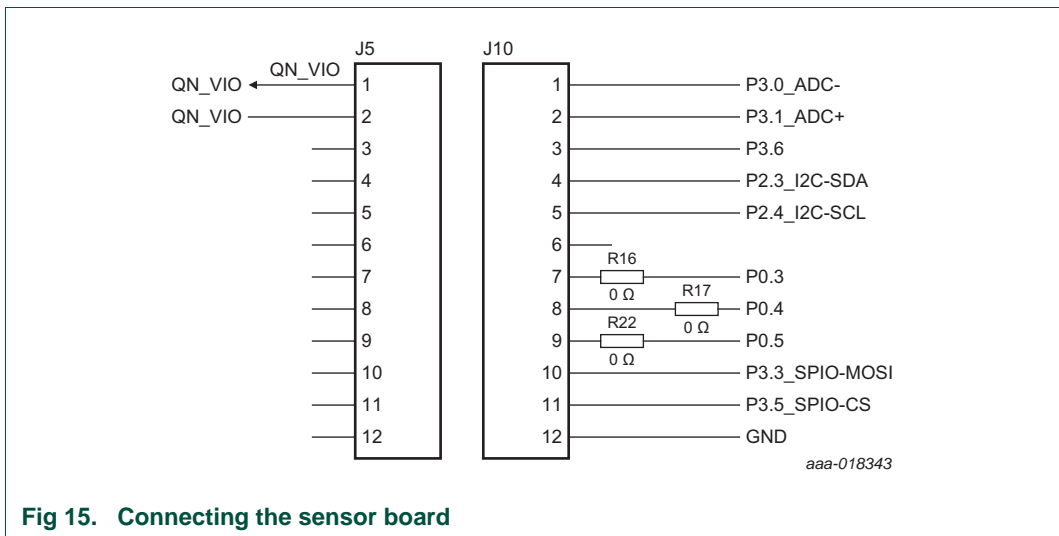 J5 J10
QN_VIO QN_VIO 1 1 P3.0_ADC-
QN_VIO 2 2 P3.1_ADC+
3 3 P3.6
4 4 P2.3_I2C-SDA
5 5 P2.4_I2C-SCL
6 6
R16
7 7 P0.3
0 Ω R17
8 8 P0.4
R22 0 Ω
9 9 P0.5
0 Ω
10 10 P3.3_SPIO-MOSI
11 11 P3.5_SPIO-CS
12 12 GND
aaa-018343
Fig 15. Connecting the sensor board